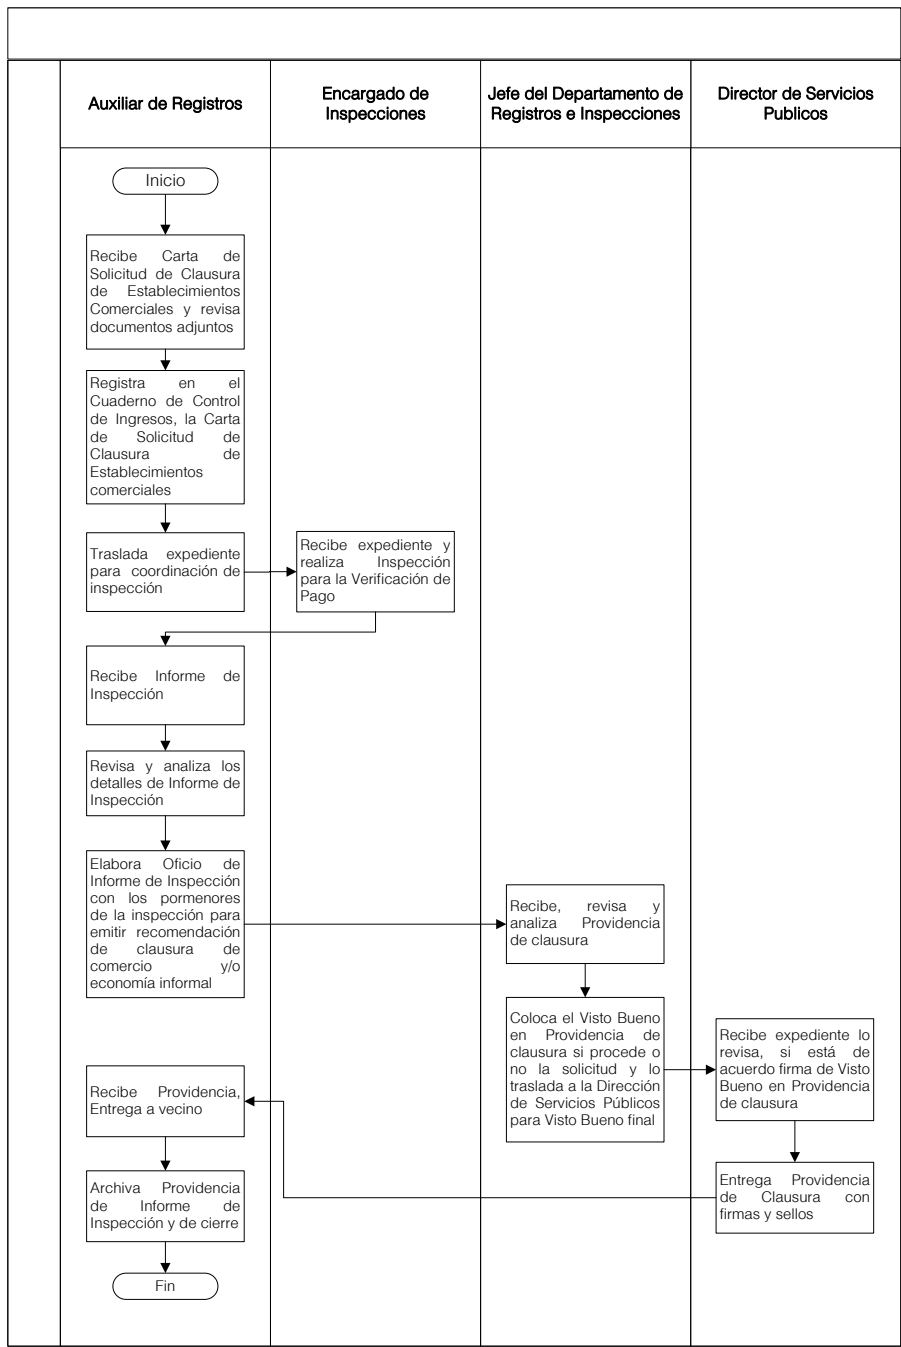 Auxiliar de Registros
Encargado de
Inspecciones
Jefe del Departamento de
Registros e Inspecciones
Director de Servicios
Publicos
Inicio
Recibe Carta de
Solicitud de Clausura
de Establecimientos
Comerciales y revisa
documentos adjuntos
Registra en el
Cuaderno de Control
de Ingresos, la Carta
de Solicitud de
Clausura de
Establecimientos
comerciales
Traslada expediente
para coordinación de
inspección
Recibe expediente y
realiza Inspección
para la Verificación de
Pago
Recibe Informe de
Inspección
Revisa y analiza los
detalles de Informe de
Inspección
Elabora Oficio de
Informe de Inspección
con los pormenores
de la inspección para
emitir recomendación
de clausura de
comercio y/o
economía informal
Recibe, revisa y
analiza Providencia
de clausura
Coloca el Visto Bueno
en Providencia de
clausura si procede o
no la solicitud y lo
traslada a la Dirección
de Servicios Públicos
para Visto Bueno final
Recibe expediente lo
revisa, si está de
acuerdo firma de Visto
Bueno en Providencia
de clausura
Entrega Providencia
de Clausura con
firmas y sellos
Recibe Providencia,
Entrega a vecino
Archiva Providencia
de Informe de
Inspección y de cierre
Fin